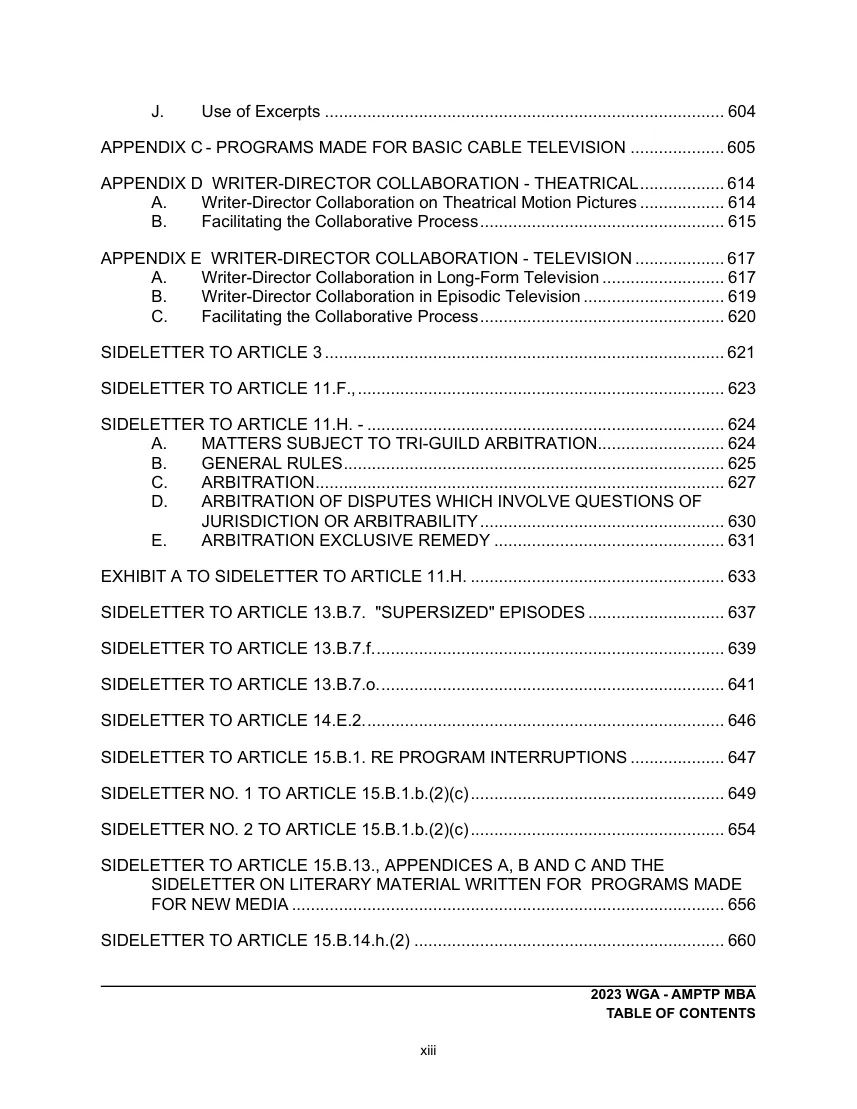 J. Use of Excerpts ..................................................................................... 604
APPENDIX C - PROGRAMS MADE FOR BASIC CABLE TELEVISION .................... 605
APPENDIX D WRITER-DIRECTOR COLLABORATION - THEATRICAL.................. 614
A. Writer-Director Collaboration on Theatrical Motion Pictures .................. 614
B. Facilitating the Collaborative Process.................................................... 615
APPENDIX E WRITER-DIRECTOR COLLABORATION - TELEVISION ................... 617
A. Writer-Director Collaboration in Long-Form Television .......................... 617
B. Writer-Director Collaboration in Episodic Television .............................. 619
C. Facilitating the Collaborative Process.................................................... 620
SIDELETTER TO ARTICLE 3 ..................................................................................... 621
SIDELETTER TO ARTICLE 11.F., .............................................................................. 623
SIDELETTER TO ARTICLE 11.H. - ............................................................................ 624
A. MATTERS SUBJECT TO TRI-GUILD ARBITRATION........................... 624
B. GENERAL RULES................................................................................. 625
C. ARBITRATION....................................................................................... 627
D. ARBITRATION OF DISPUTES WHICH INVOLVE QUESTIONS OF
JURISDICTION OR ARBITRABILITY .................................................... 630
E. ARBITRATION EXCLUSIVE REMEDY ................................................. 631
EXHIBIT A TO SIDELETTER TO ARTICLE 11.H. ...................................................... 633
SIDELETTER TO ARTICLE 13.B.7. "SUPERSIZED" EPISODES ............................. 637
SIDELETTER TO ARTICLE 13.B.7.f........................................................................... 639
SIDELETTER TO ARTICLE 13.B.7.o.......................................................................... 641
SIDELETTER TO ARTICLE 14.E.2............................................................................. 646
SIDELETTER TO ARTICLE 15.B.1. RE PROGRAM INTERRUPTIONS .................... 647
SIDELETTER NO. 1 TO ARTICLE 15.B.1.b.(2)(c)...................................................... 649
SIDELETTER NO. 2 TO ARTICLE 15.B.1.b.(2)(c)...................................................... 654
SIDELETTER TO ARTICLE 15.B.13., APPENDICES A, B AND C AND THE
SIDELETTER ON LITERARY MATERIAL WRITTEN FOR PROGRAMS MADE
FOR NEW MEDIA ............................................................................................ 656
SIDELETTER TO ARTICLE 15.B.14.h.(2) .................................................................. 660
2023 WGA - AMPTP MBA
TABLE OF CONTENTS
xiii